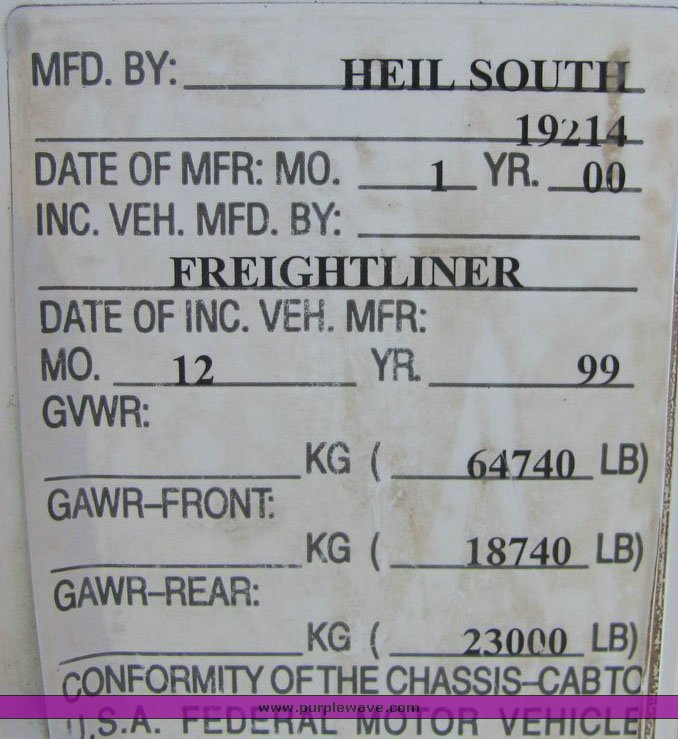 MFD. BY: HEIL SOUTH
19214
DATE OF MFR: MO. 1 YR. 00
INC. VEH. MFD. BY:
FREIGHTLINER
DATE OF INC. VEH. MFR:
MO. 12 YR. 99
GVWR:
KG ( 64740 LB)
GAWR-FRONT:
KG ( 18740 LB)
GAWR-REAR:
KG ( 23000 LB)
CONFORMITY OF THE CHASSIS-CAB TO
www.purplewave.com
U.S.A. FEDERAL MOTOR VEHICLE